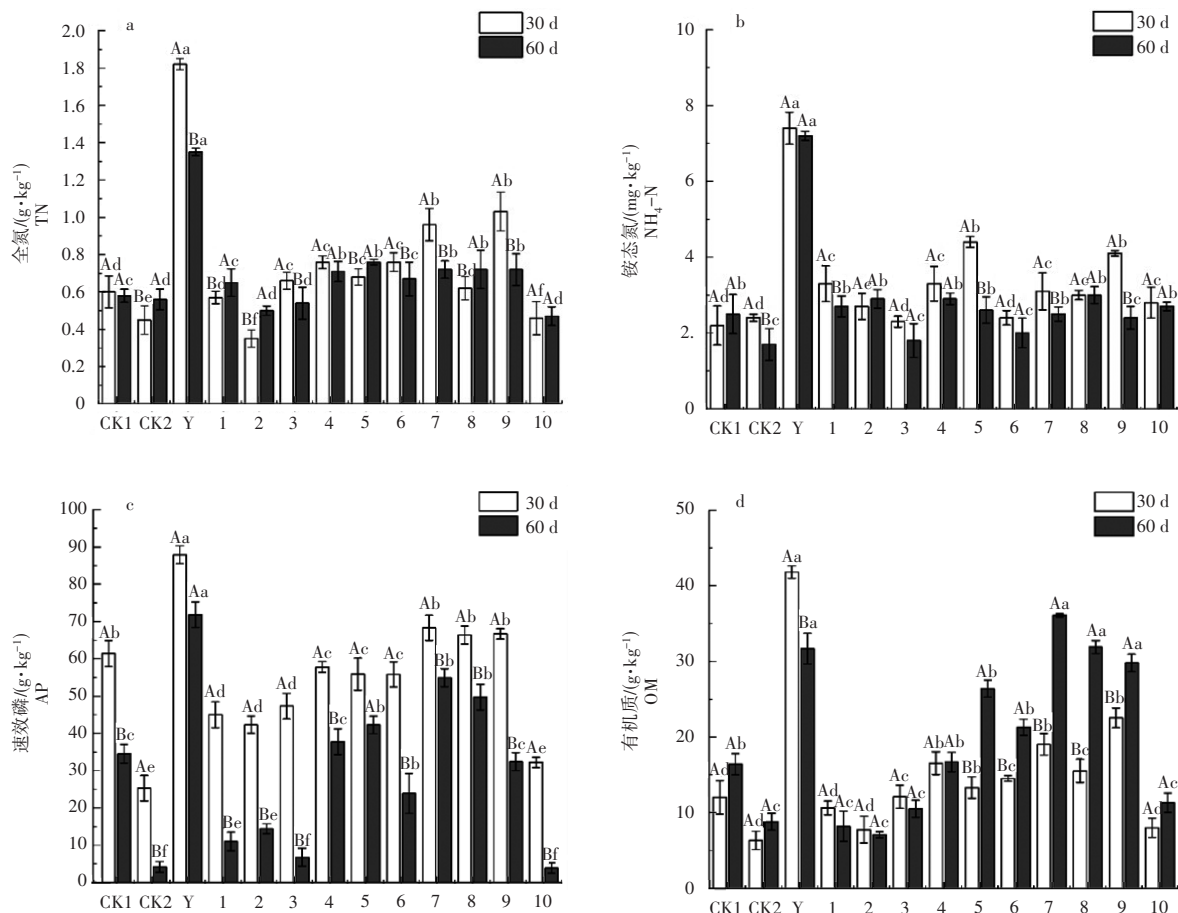 a
30 d
60 d
全氮/(g·kg⁻¹)
TN
2.0
1.8
1.6
1.4
1.2
1.0
0.8
0.6
0.4
0.2
0
Ad Ac Be Ac Aa Ba Bd Ac Bf Ad Ac Bd Ac Ab Bc Ab Ac Bc Ab Bb Bd Ab Ab Bb Af Ad
CK1 CK2 Y 1 2 3 4 5 6 7 8 9 10
b
30 d
60 d
铵态氮/(mg·kg⁻¹)
NH₄-N
10
8
6
4
2
0
Ad Ac Ad Bc Aa Aa Ac Bb Ac Ab Ad Ac Ac Ab Ab Bb Ad Ac Ac Bb Ac Ab Ab Bc Ac Ab
CK1 CK2 Y 1 2 3 4 5 6 7 8 9 10
c
30 d
60 d
速效磷/(g·kg⁻¹)
AP
100
90
80
70
60
50
40
30
20
10
0
Ab Bc Ae Bf Aa Aa Ad Be Ad Be Ad Bf Ac Bc Ac Bb Ac Be Ab Bb Ab Bb Ab Bc Ae Bf
CK1 CK2 Y 1 2 3 4 5 6 7 8 9 10
d
30 d
60 d
有机质/(g·kg⁻¹)
OM
50
40
30
20
10
0
Ad Ab Ad Ac Aa Ba Ad Ac Ad Ac Ac Ac Ab Ac Bc Ab Bc Ab Bb Aa Bc Aa Bb Aa Ad Ac
CK1 CK2 Y 1 2 3 4 5 6 7 8 9 10